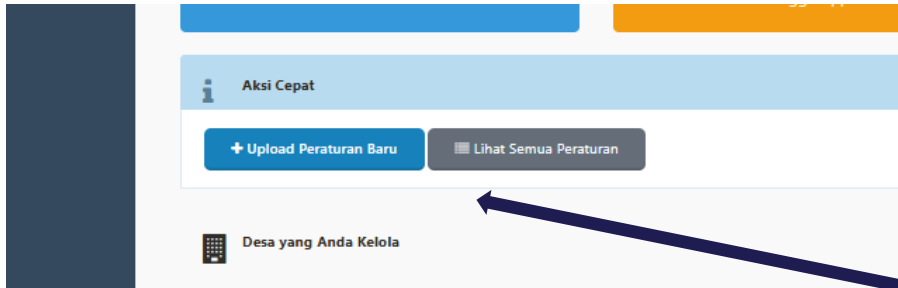 Aksi Cepat
+ Upload Peraturan Baru
Lihat Semua Peraturan
Desa yang Anda Kelola